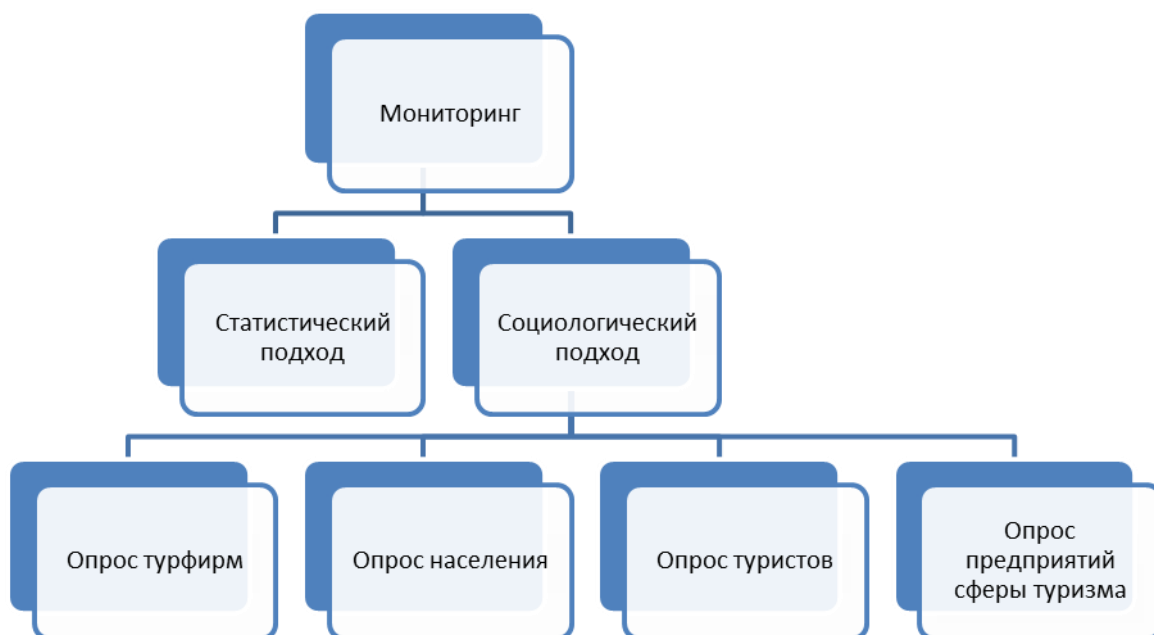 Мониторинг
Статистический
подход
Социологический
подход
Опрос турфирм
Опрос населения
Опрос туристов
Опрос
предприятий
сферы туризма